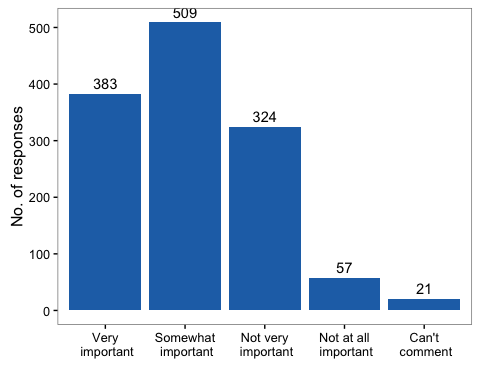 No. of responses
500
400
300
200
100
0
383
509
324
57
21
Very
important
Somewhat
important
Not very
important
Not at all
important
Can't
comment